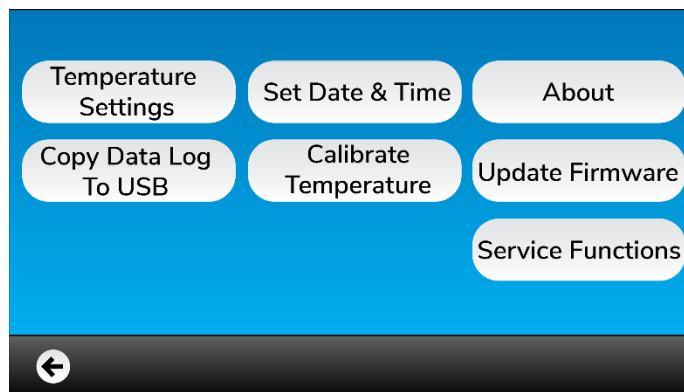 Temperature
Settings
Set Date & Time
About
Copy Data Log
To USB
Calibrate
Temperature
Update Firmware
Service Functions